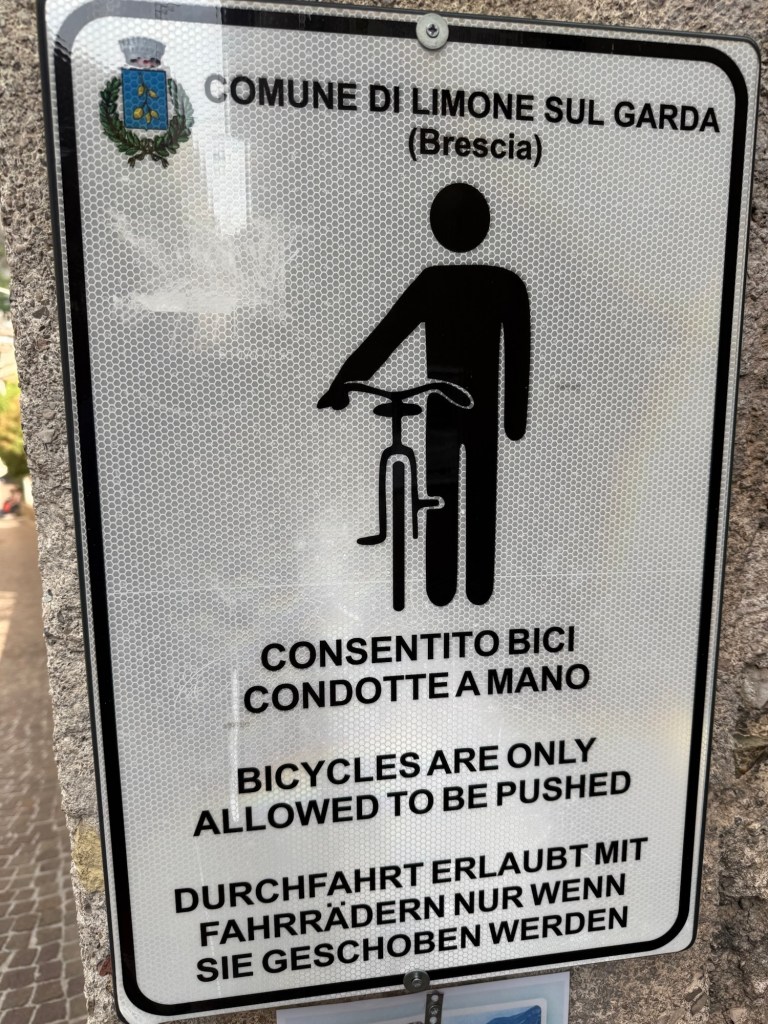 COMUNE DI LIMONE SUL GARDA
(Brescia)
CONSENTITO BICI
CONDOTTE A MANO
BICYCLES ARE ONLY
ALLOWED TO BE PUSHED
DURCHFAHRT ERLAUBT MIT
FAHRRÄDERN NUR WENN
SIE GESCHOBEN WERDEN